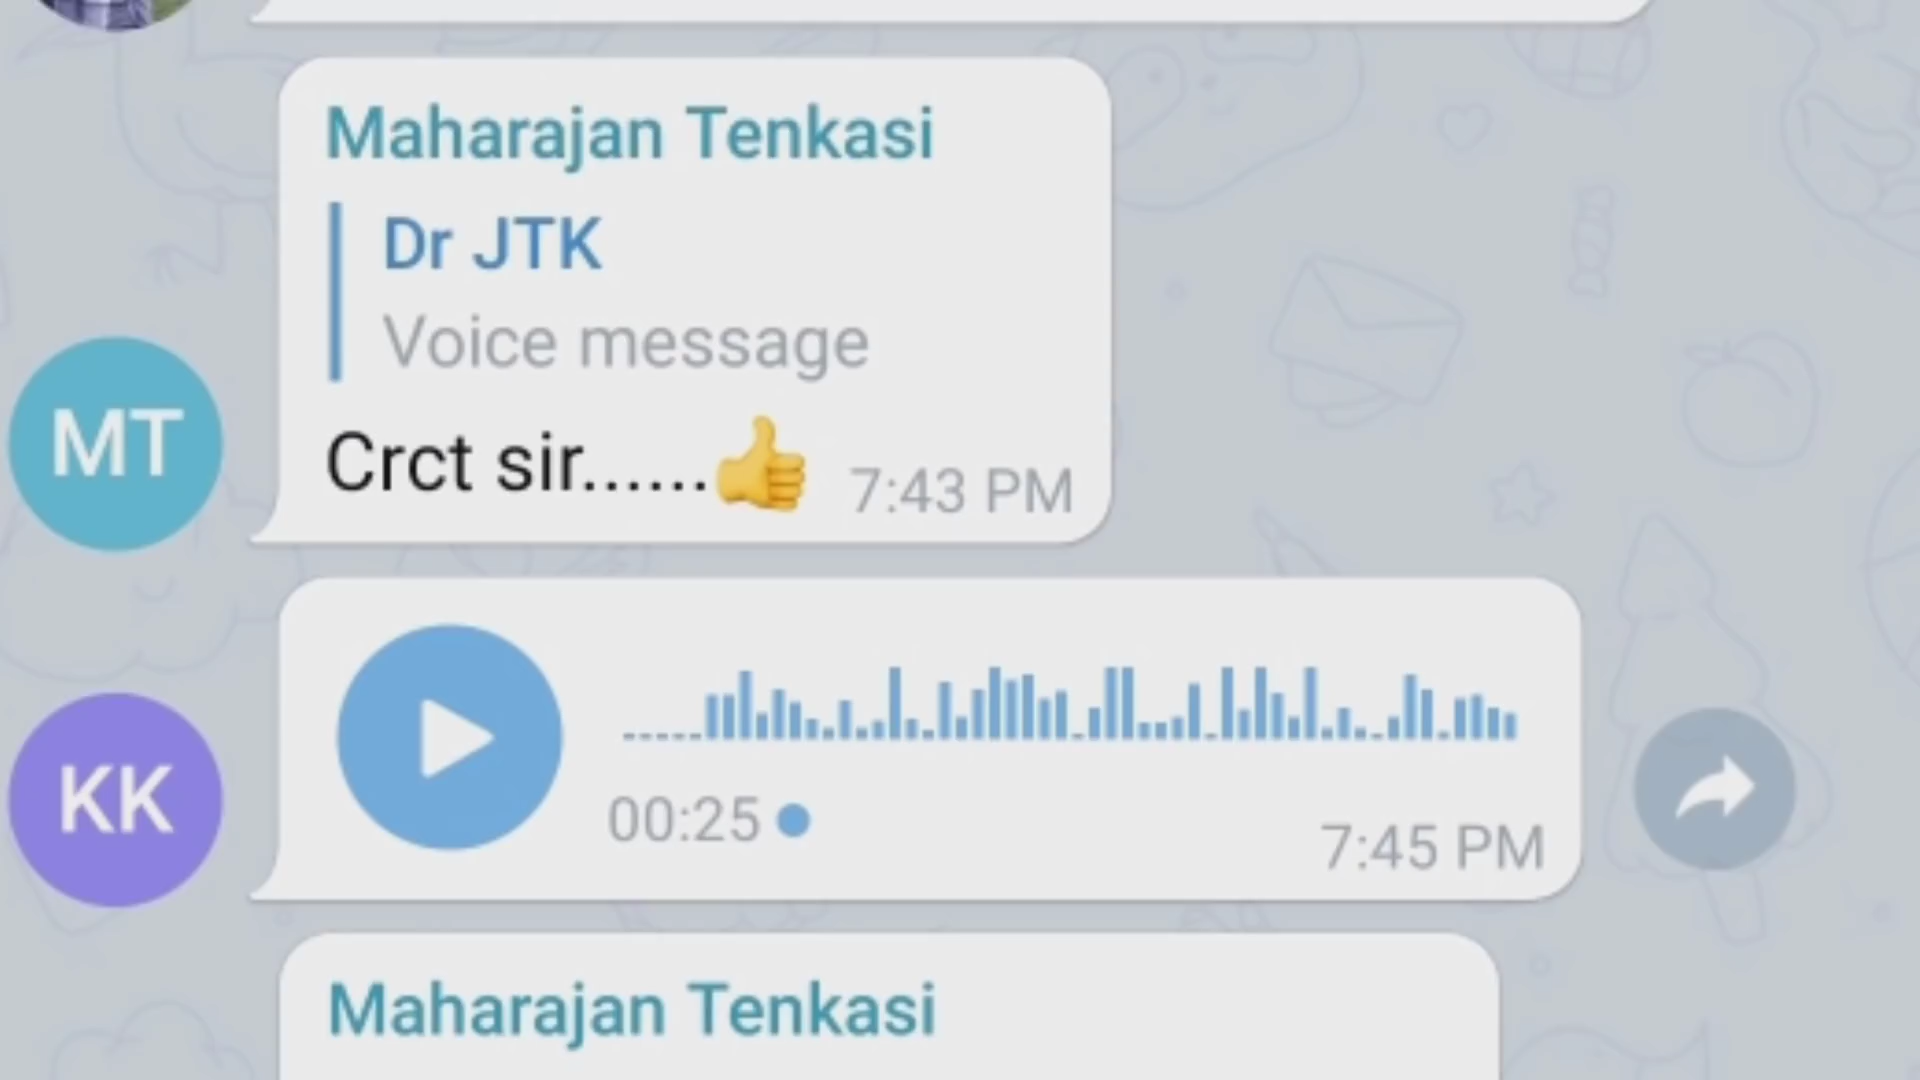 Maharajan Tenkasi
Dr JTK
Voice message
Crct sir......👍 7:43 PM
MT
KK
00:25
7:45 PM
Maharajan Tenkasi